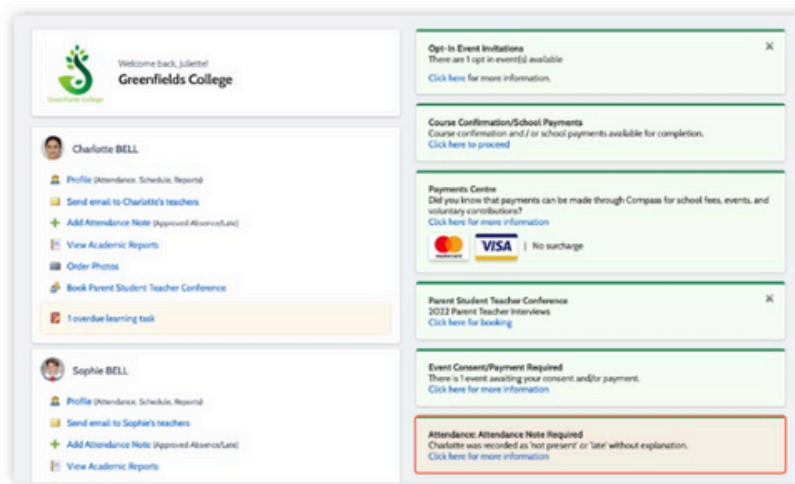 Welcome back, Juliette!
Greenfields College
Greenfields College
Charlotte BELL
Profile (Attendance, Schedule, Reports)
Send email to Charlotte's teachers
Add Attendance Note (Approved Absence/Late)
View Academic Reports
Order Photos
Book Parent Student Teacher Conference
1 overdue learning task
Sophie BELL
Profile (Attendance, Schedule, Reports)
Send email to Sophie's teachers
Add Attendance Note (Approved Absence/Late)
View Academic Reports
Opt-In Event Invitations
There are 1 opt in event(s) available
Click here for more information.
Course Confirmation/School Payments
Course confirmation and / or school payments available for completion.
Click here to proceed
Payments Centre
Did you know that payments can be made through Compass for school fees, events, and
voluntary contributions?
Click here for more information
mastercard VISA | No surcharge
Parent Student Teacher Conference
2022 Parent Teacher Interviews
Click here for booking
Event Consent/Payment Required
There is 1 event awaiting your consent and/or payment.
Click here for more information
Attendance: Attendance Note Required
Charlotte was recorded as 'not present' or 'late' without explanation.
Click here for more information